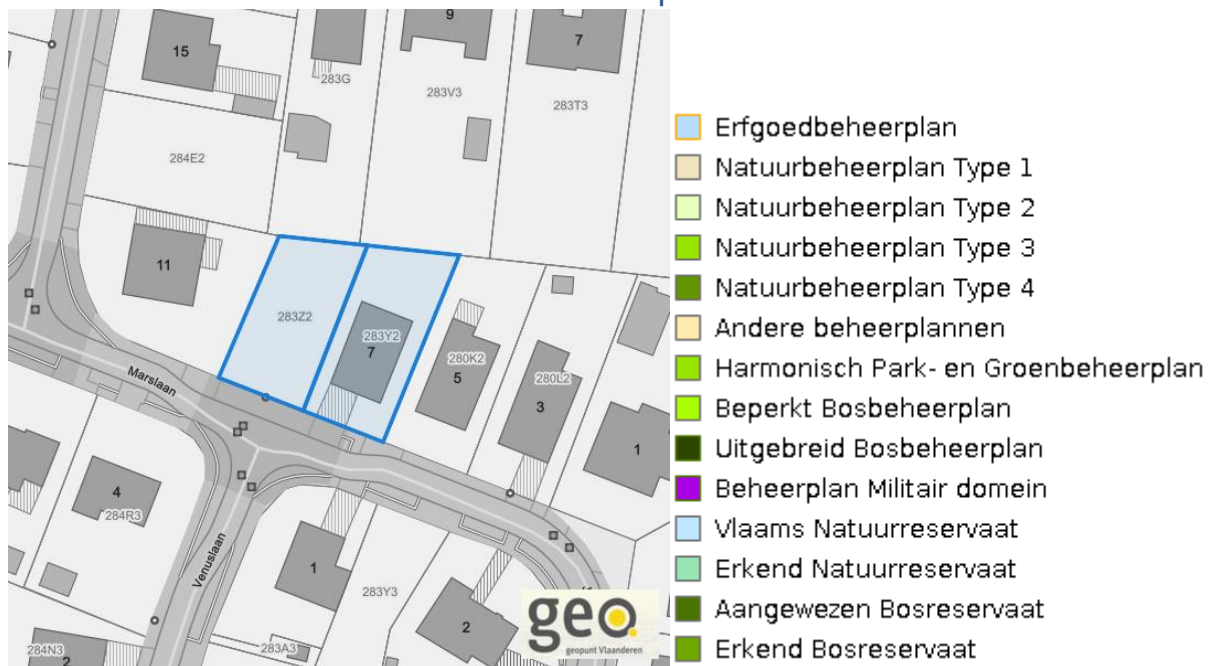 9
7
15
283G
283V3
283T3
284E2
11
283Z2
283Y2
7
280K2
5
280L2
3
1
Marslaan
4
284R3
Venuslaan
1
283Y3
2
284N3
2
283A3
geo.
geopunt Vlaanderen
Erfgoedbeheerplan
Natuurbeheerplan Type 1
Natuurbeheerplan Type 2
Natuurbeheerplan Type 3
Natuurbeheerplan Type 4
Andere beheerplannen
Harmonisch Park- en Groenbeheerplan
Beperkt Bosbeheerplan
Uitgebreid Bosbeheerplan
Beheerplan Militair domein
Vlaams Natuurreservaat
Erkend Natuurreservaat
Aangewezen Bosreservaat
Erkend Bosreservaat